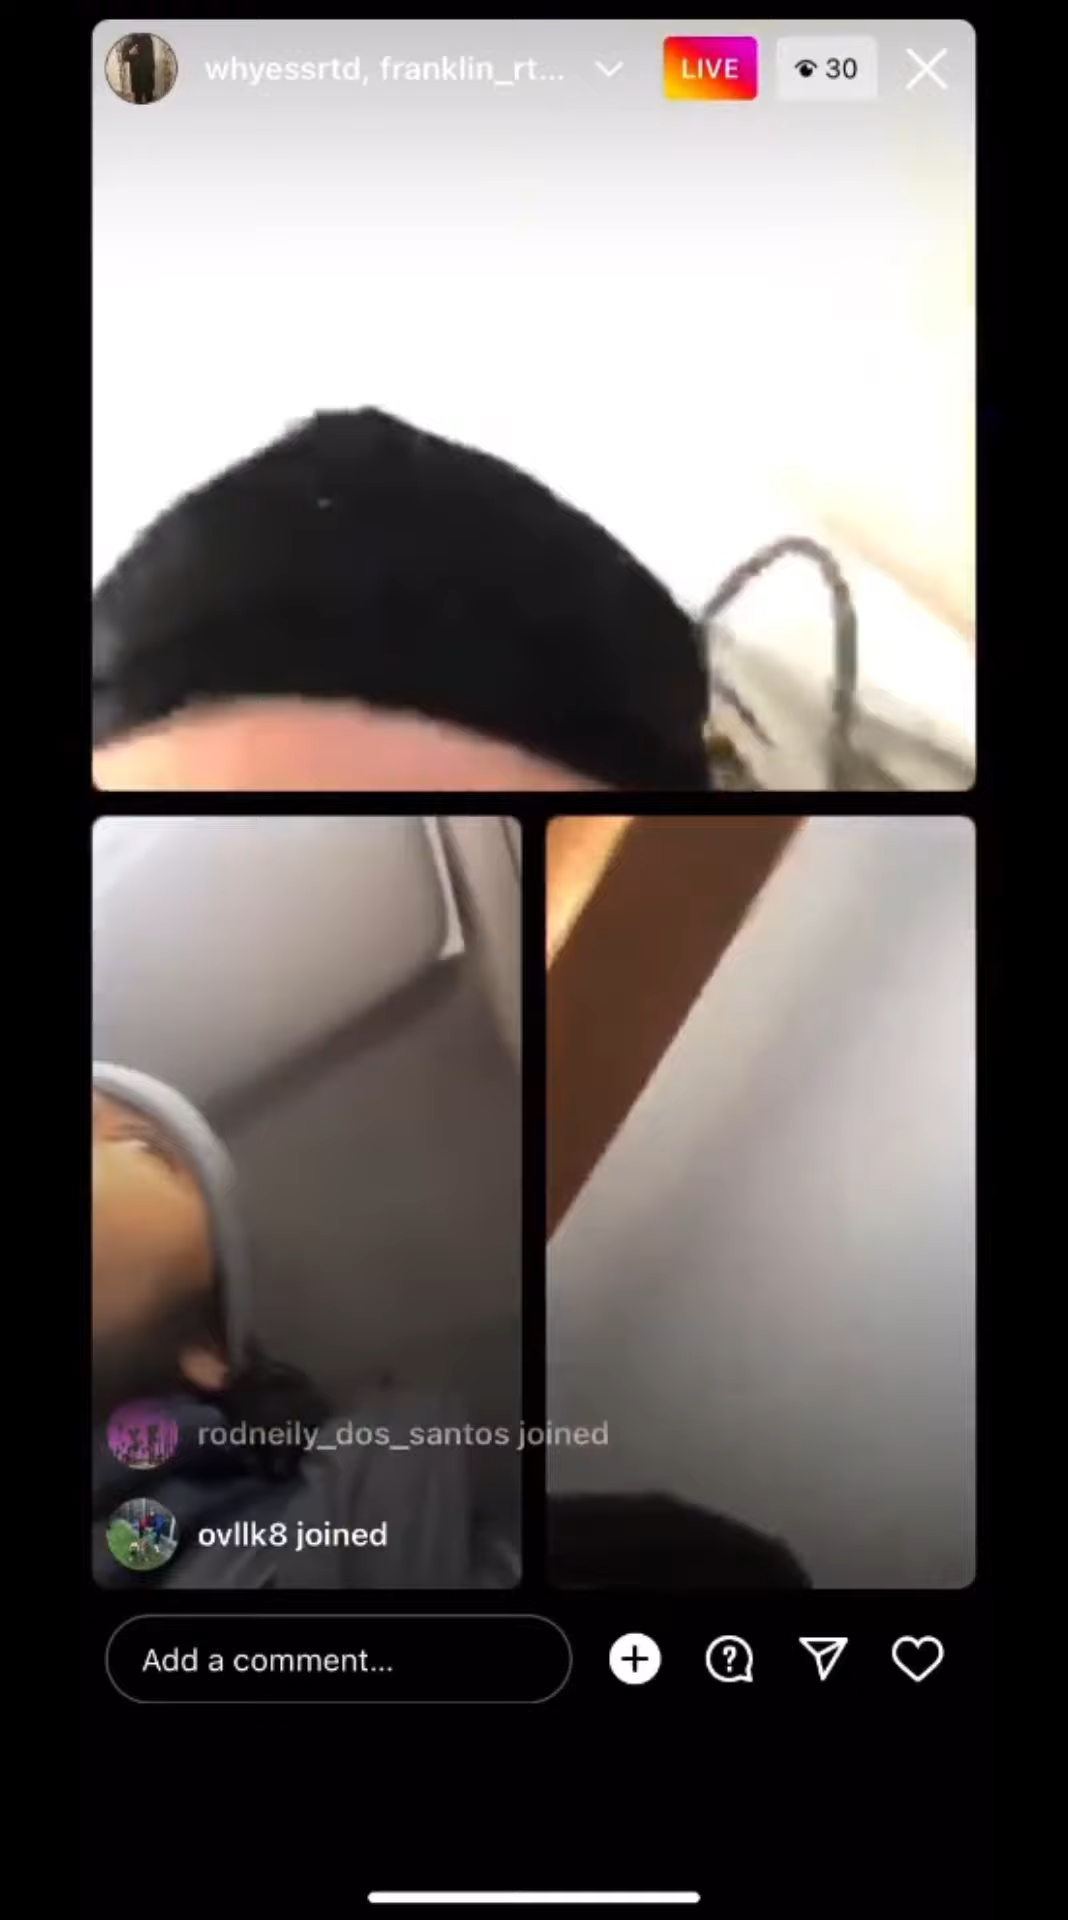 whyessrtd, franklin_rt...
LIVE
30
rodneily_dos_santos joined
ovllk8 joined
Add a comment...